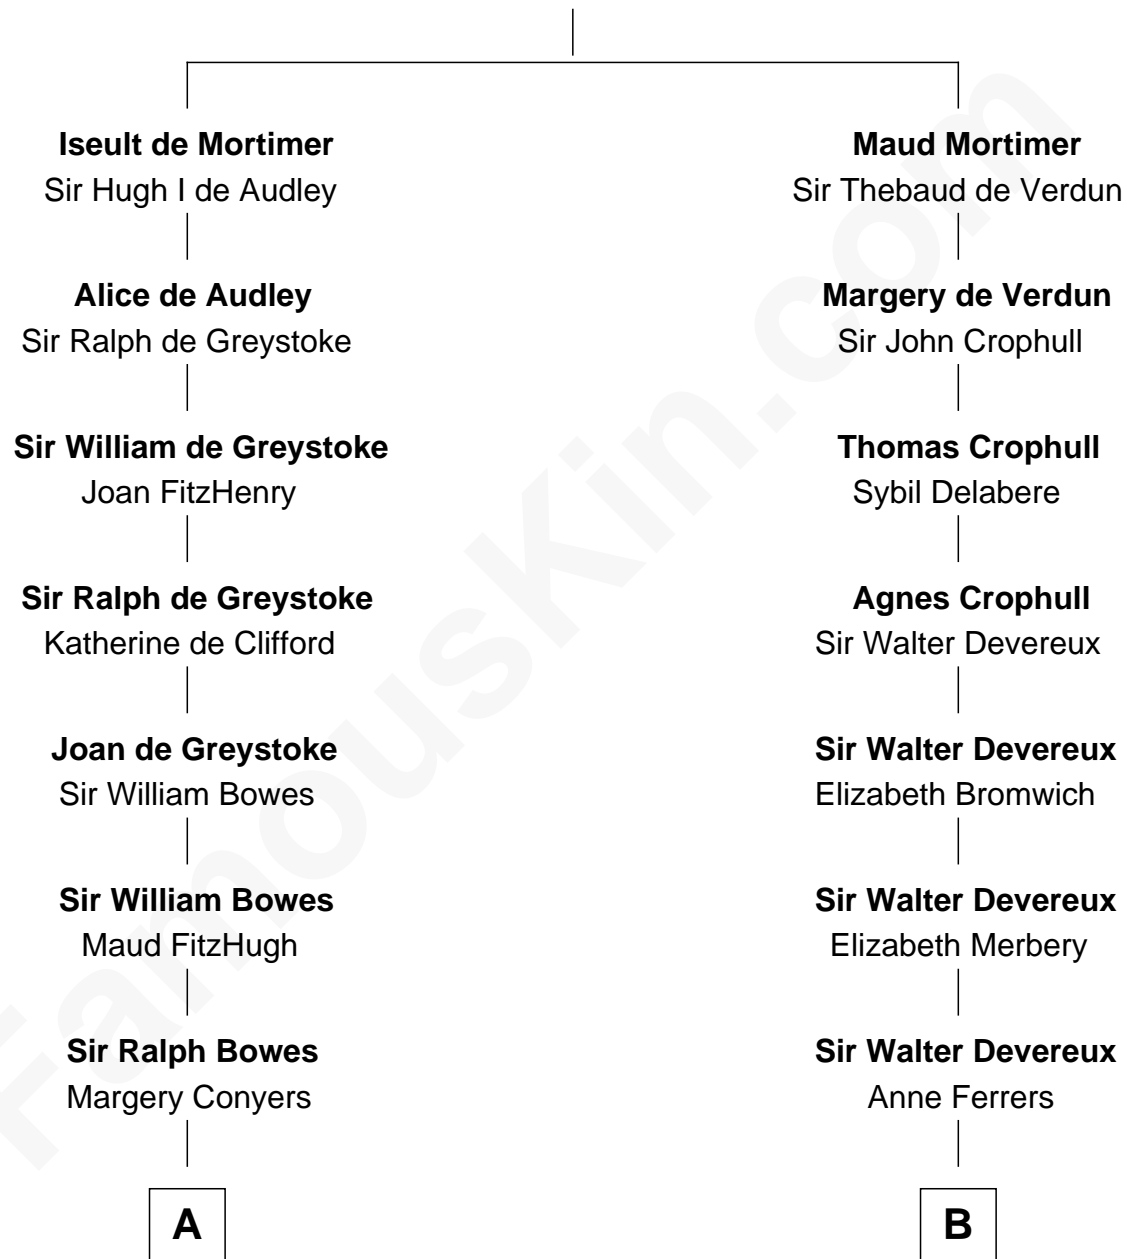 Iseult de Mortimer
Sir Hugh I de Audley
Maud Mortimer
Sir Thebaud de Verdun
Alice de Audley
Sir Ralph de Greystoke
Margery de Verdun
Sir John Crophull
Sir William de Greystoke
Joan FitzHenry
Thomas Crophull
Sybil Delabere
Sir Ralph de Greystoke
Katherine de Clifford
Agnes Crophull
Sir Walter Devereux
Joan de Greystoke
Sir William Bowes
Sir Walter Devereux
Elizabeth Bromwich
Sir William Bowes
Maud FitzHugh
Sir Walter Devereux
Elizabeth Merbery
Sir Ralph Bowes
Margery Conyers
Sir Walter Devereux
Anne Ferrers
A
B
FamousKin.com